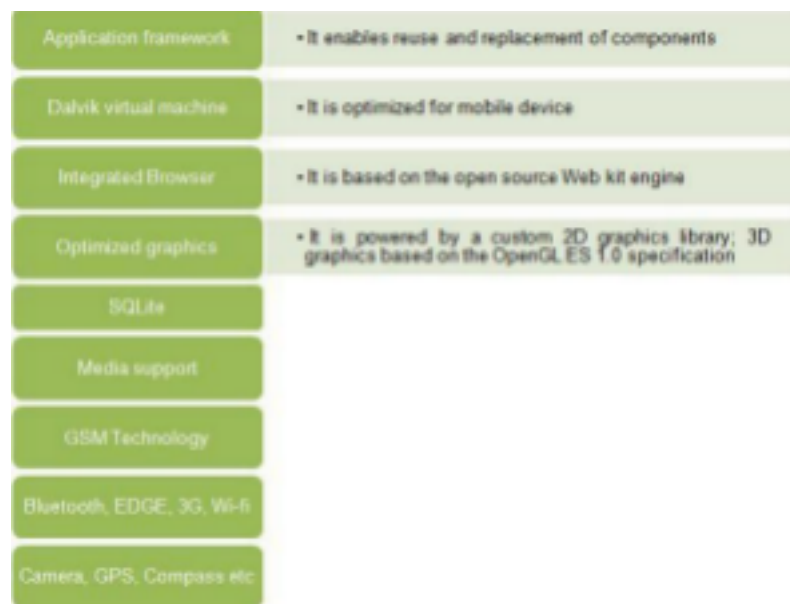 Application framework
• It enables reuse and replacement of components
Dalvik virtual machine
• It is optimized for mobile device
Integrated Browser
• It is based on the open source Web kit engine
Optimized graphics
• It is powered by a custom 2D graphics library; 3D
graphics based on the OpenGL ES 1.0 specification
SQLite
Media support
GSM Technology
Bluetooth, EDGE, 3G, Wi-fi
Camera, GPS, Compass etc